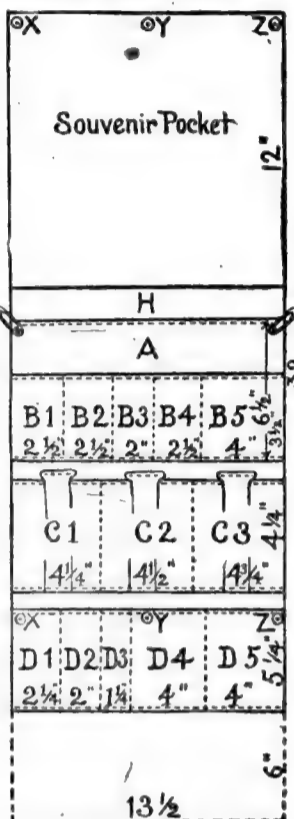 X Y Z
Souvenir Pocket
12"
H
A
B1 B2 B3 B4 B5
2½" 2½" 2" 2½" 4"
6½"
3½"
C1 C2 C3
4¼" 4½" 4¾"
4¼"
X Y Z
D1 D2 D3 D4 D5
2¼" 2" 1¼ 4" 4"
5¼"
6"
13½